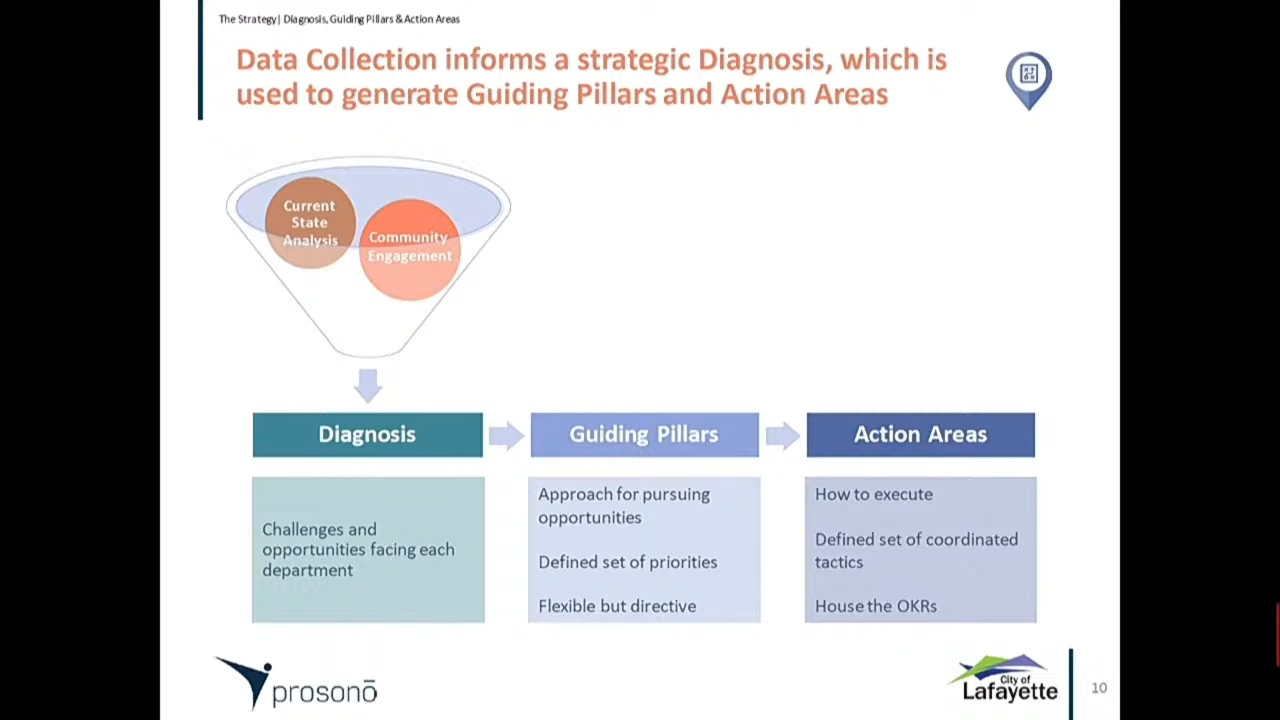 The Strategy| Diagnosis, Guiding Pillars & Action Areas
Data Collection informs a strategic Diagnosis, which is
used to generate Guiding Pillars and Action Areas
Current
State
Analysis
Community
Engagement
Diagnosis
Guiding Pillars
Action Areas
Challenges and
opportunities facing each
department
Approach for pursuing
opportunities
Defined set of priorities
Flexible but directive
How to execute
Defined set of coordinated
tactics
House the OKRs
prosonō
City of
Lafayette
10